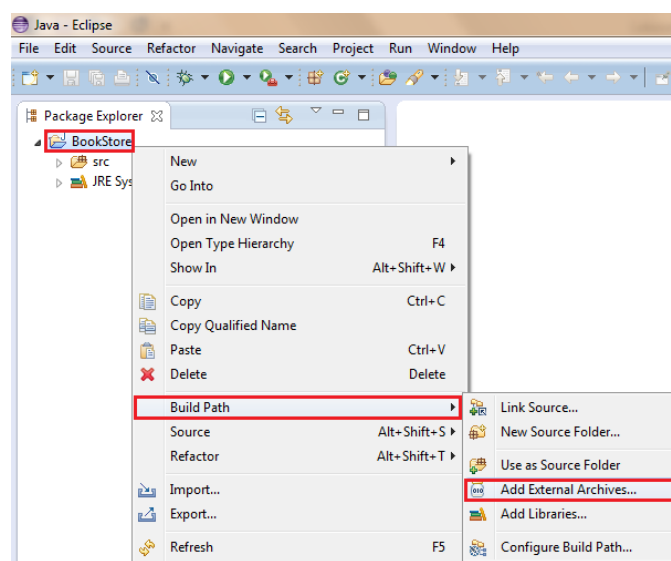 Java - Eclipse
File Edit Source Refactor Navigate Search Project Run Window Help
Package Explorer
BookStore
src
JRE Sys
New
Go Into
Open in New Window
Open Type Hierarchy F4
Show In Alt+Shift+W
Copy Ctrl+C
Copy Qualified Name
Paste Ctrl+V
Delete Delete
Build Path
Source Alt+Shift+S
Refactor Alt+Shift+T
Import...
Export...
Refresh F5
Link Source...
New Source Folder...
Use as Source Folder
Add External Archives...
Add Libraries...
Configure Build Path...